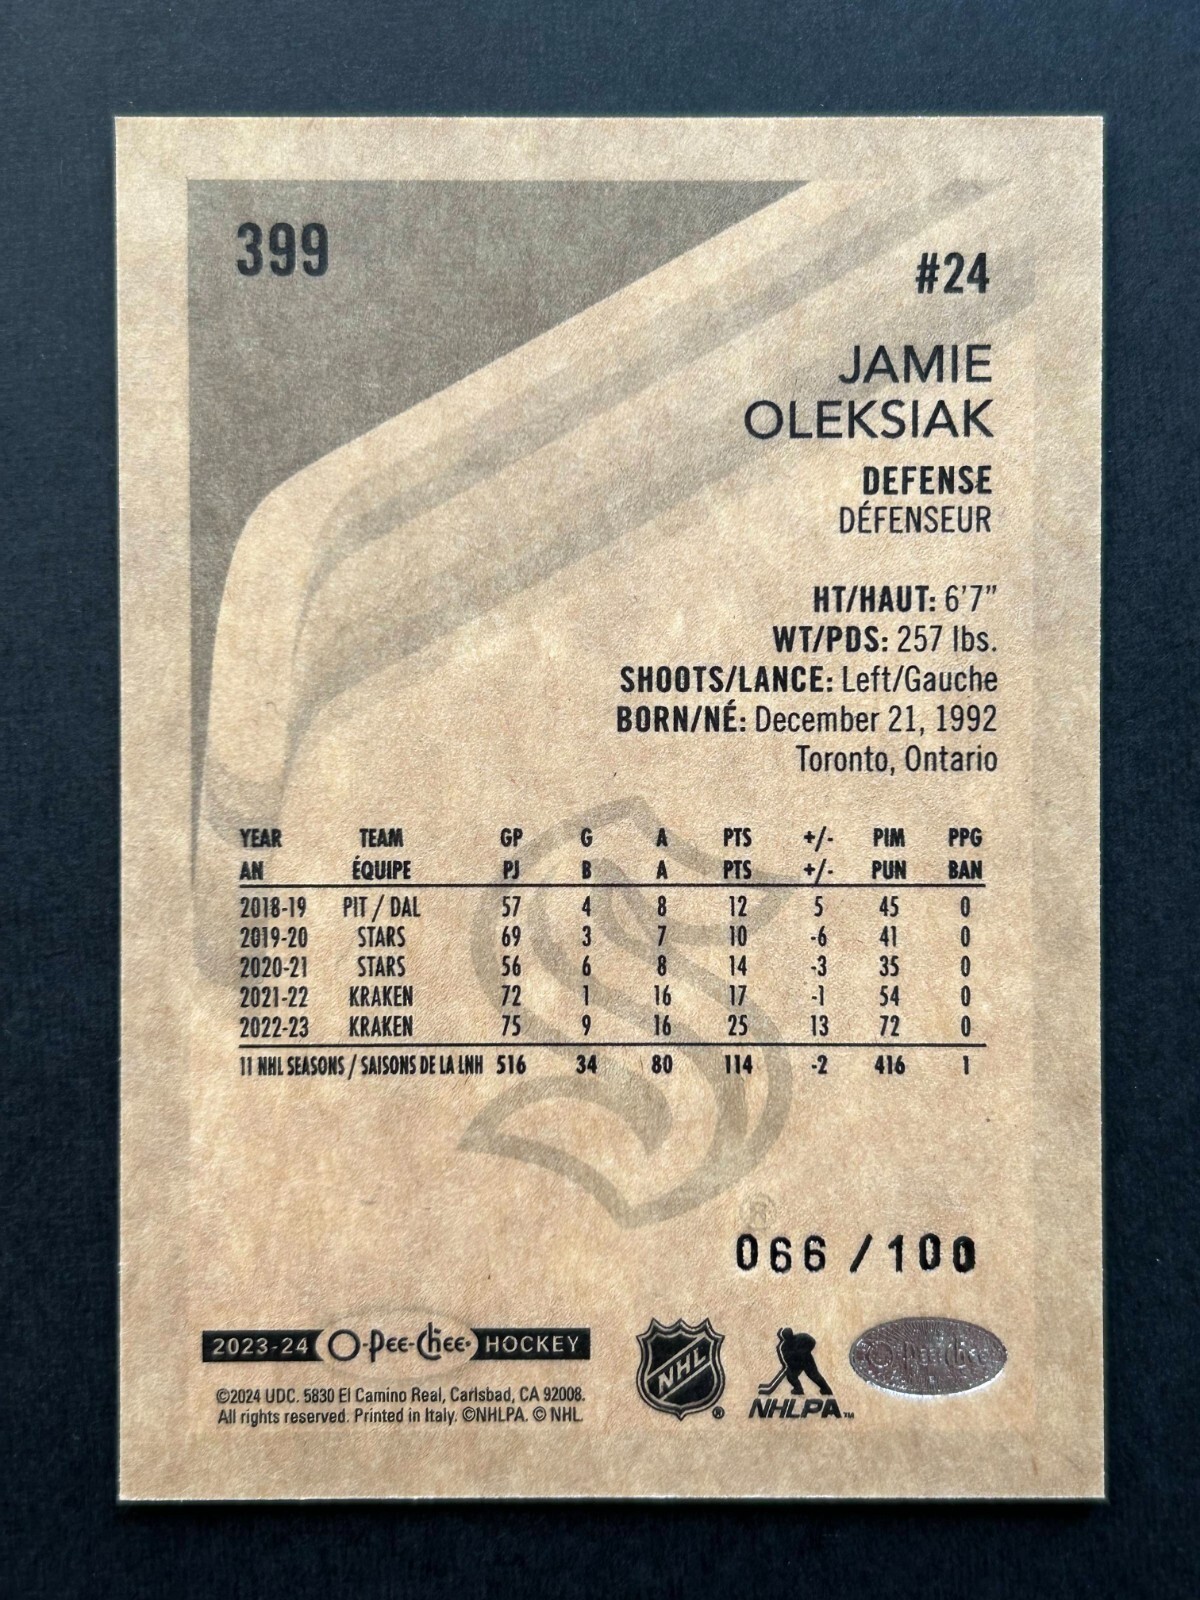 399
#24
JAMIE
OLEKSIAK
DEFENSE
DÉFENSEUR
HT/HAUT: 6'7"
WT/PDS: 257 lbs.
SHOOTS/LANCE: Left/Gauche
BORN/NÉ: December 21, 1992
Toronto, Ontario
YEAR TEAM GP G A PTS +/- PIM PPG
AN ÉQUIPE PJ B A PTS +/- PUN BAN
2018-19 PIT / DAL 57 4 8 12 5 45 0
2019-20 STARS 69 3 7 10 -6 41 0
2020-21 STARS 56 6 8 14 -3 35 0
2021-22 KRAKEN 72 1 16 17 -1 54 0
2022-23 KRAKEN 75 9 16 25 13 72 0
11 NHL SEASONS / SAISONS DE LA LNH 516 34 80 114 -2 416 1
®
066 / 100
2023-24 O-Pee-Chee HOCKEY
©2024 UDC. 5830 El Camino Real, Carlsbad, CA 92008.
All rights reserved. Printed in Italy. ©NHLPA. © NHL.
NHL ®
NHLPA™
O-Pee-Chee